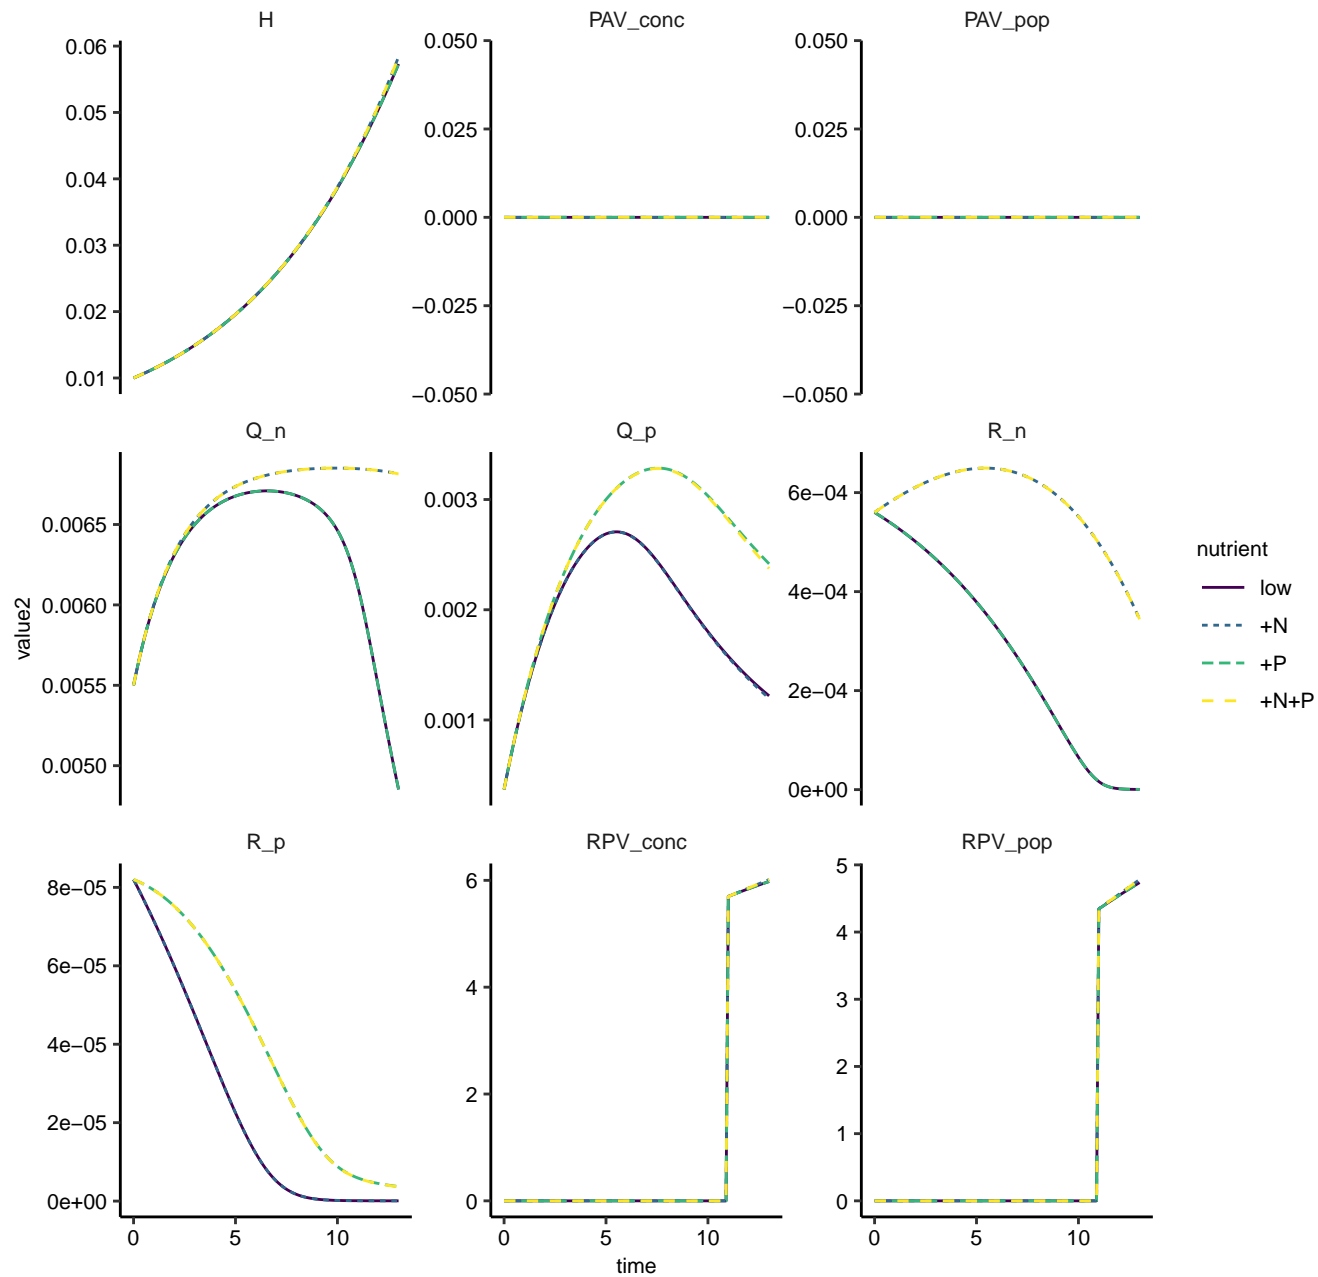 H
PAV_conc
PAV_pop
0.06
0.05
0.04
0.03
0.02
0.01
0.050
0.025
0.000
−0.025
−0.050
0.050
0.025
0.000
−0.025
−0.050
Q_n
Q_p
R_n
0.0065
0.0060
0.0055
0.0050
0.003
0.002
0.001
6e−04
4e−04
2e−04
0e+00
R_p
RPV_conc
RPV_pop
8e−05
6e−05
4e−05
2e−05
0e+00
6
4
2
0
5
4
3
2
1
0
0 5 10
0 5 10
0 5 10
time
value2
nutrient
low
+N
+P
+N+P